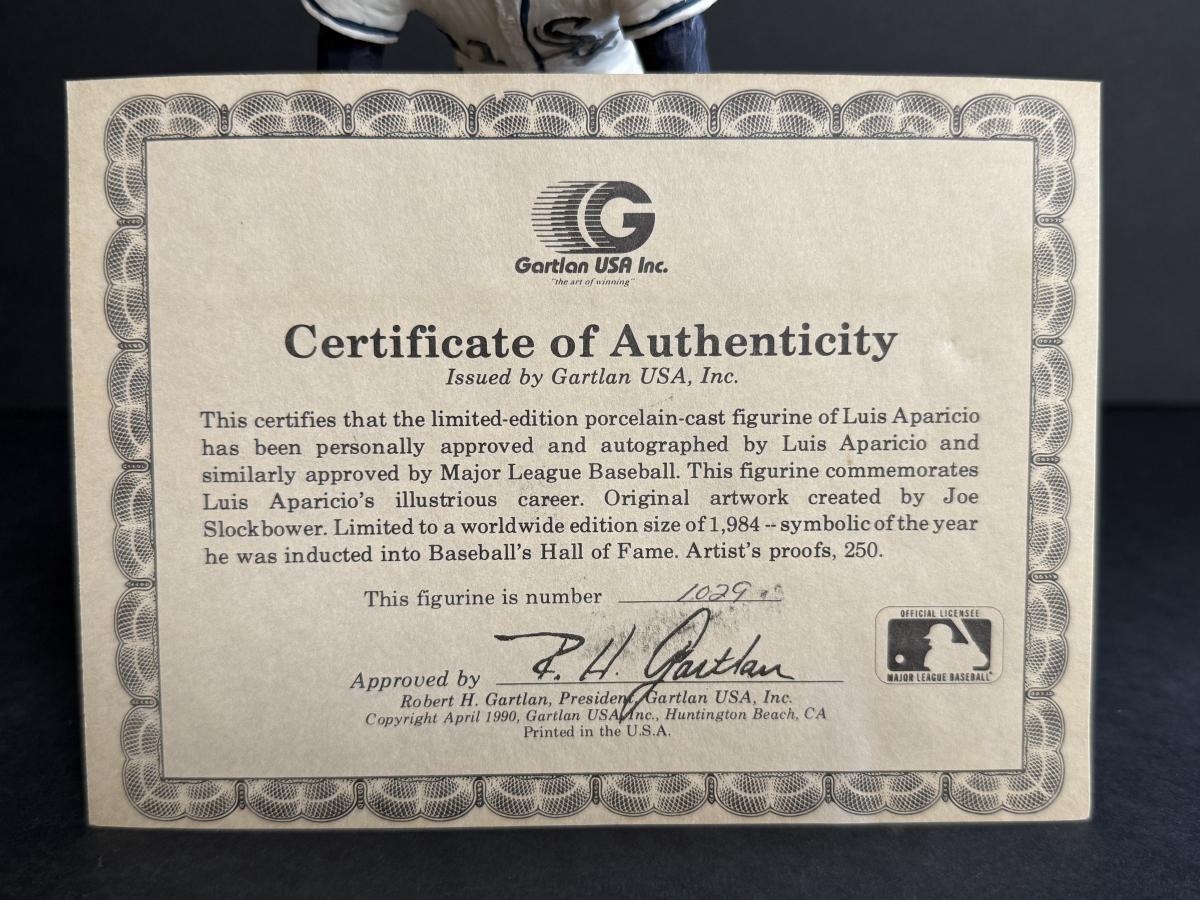 G
Gartlan USA Inc.
"the art of winning"
Certificate of Authenticity
Issued by Gartlan USA, Inc.
This certifies that the limited-edition porcelain-cast figurine of Luis Aparicio
has been personally approved and autographed by Luis Aparicio and
similarly approved by Major League Baseball. This figurine commemorates
Luis Aparicio's illustrious career. Original artwork created by Joe
Slockbower. Limited to a worldwide edition size of 1,984 -- symbolic of the year
he was inducted into Baseball's Hall of Fame. Artist's proofs, 250.
This figurine is number 1029
OFFICIAL LICENSEE
MAJOR LEAGUE BASEBALL
Approved by R. H. Gartlan
Robert H. Gartlan, President, Gartlan USA, Inc.
Copyright April 1990, Gartlan USA, Inc., Huntington Beach, CA
Printed in the U.S.A.